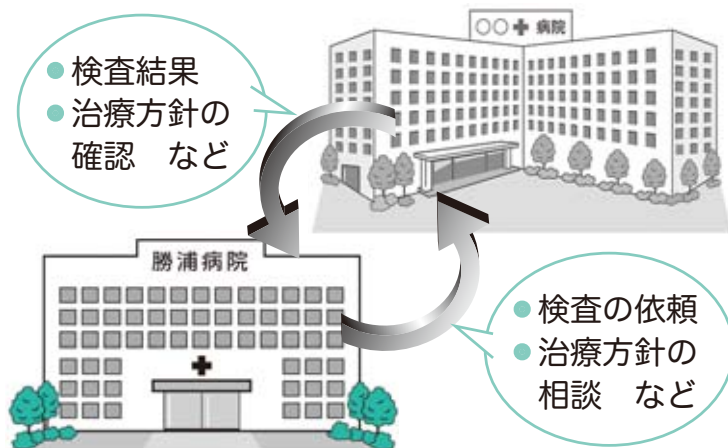 ○○✚病院
● 検査結果
● 治療方針の
確認　など
勝浦病院
● 検査の依頼
● 治療方針の
相談　など